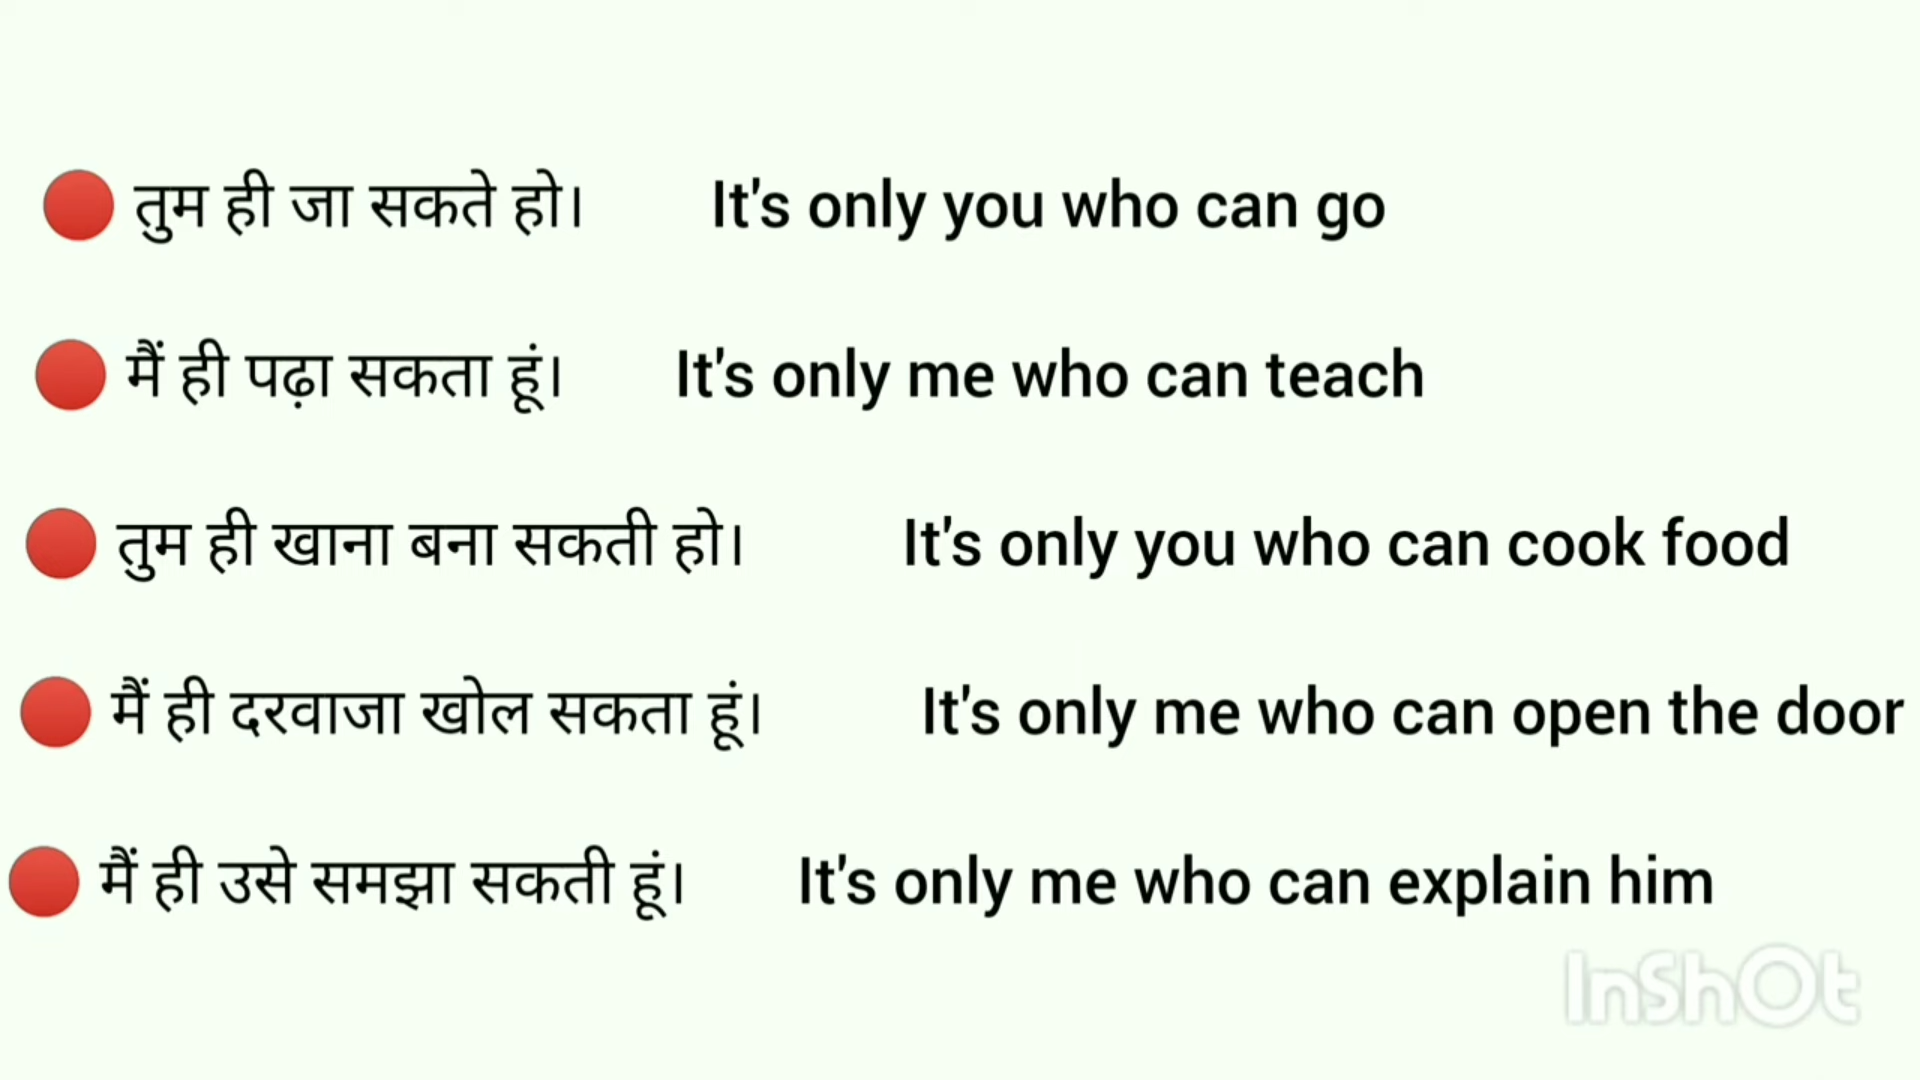 तुम ही जा सकते हो। It's only you who can go
मैं ही पढ़ा सकता हूं। It's only me who can teach
तुम ही खाना बना सकती हो। It's only you who can cook food
मैं ही दरवाजा खोल सकता हूं। It's only me who can open the door
मैं ही उसे समझा सकती हूं। It's only me who can explain him
InShOt